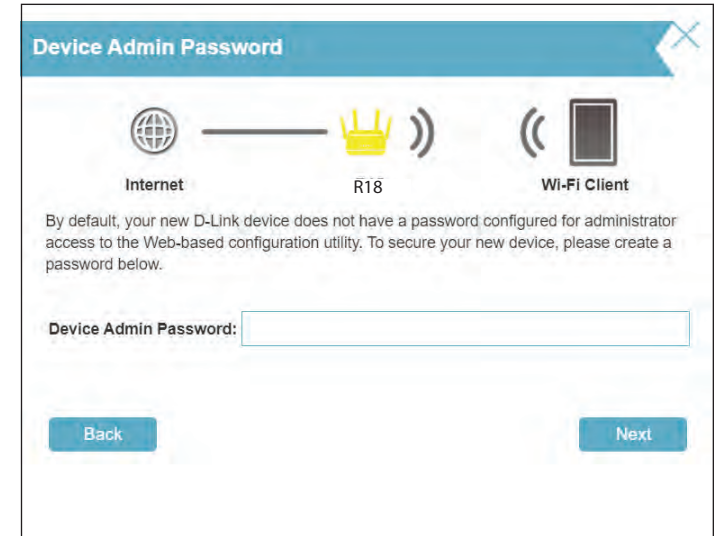 Device Admin Password
Internet
R18
Wi-Fi Client
By default, your new D-Link device does not have a password configured for administrator
access to the Web-based configuration utility. To secure your new device, please create a
password below.
Device Admin Password:
Back
Next